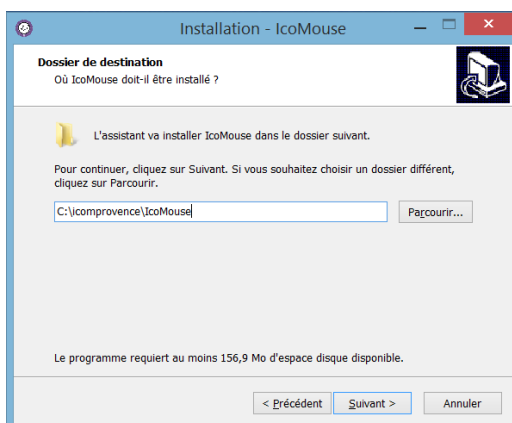 Installation - IcoMouse
Dossier de destination
Où IcoMouse doit-il être installé ?
L'assistant va installer IcoMouse dans le dossier suivant.
Pour continuer, cliquez sur Suivant. Si vous souhaitez choisir un dossier différent,
cliquez sur Parcourir.
C:\icomprovence\IcoMouse
Parcourir...
Le programme requiert au moins 156,9 Mo d'espace disque disponible.
< Précédent
Suivant >
Annuler